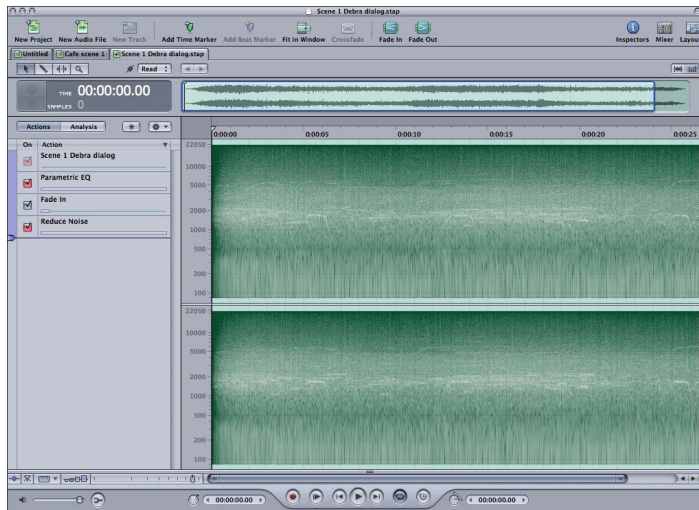 Scene 1 Debra dialog.stap
New Project New Audio File New Track Add Time Marker Add Beat Marker Fit in Window Crossfade Fade In Fade Out Inspectors Mixer Layou
Untitled Cafe scene 1 Scene 1 Debra dialog.stap
Read
TIME 00:00:00.00
SAMPLES 0
Actions Analysis
On Action
Scene 1 Debra dialog
Parametric EQ
Fade In
Reduce Noise
0:00:00 0:00:05 0:00:10 0:00:15 0:00:20 0:00:25
22050
10000
5000
2000
1000
500
200
100
22050
10000
5000
2000
1000
500
200
100
00:00:00.00 00:00:00.00